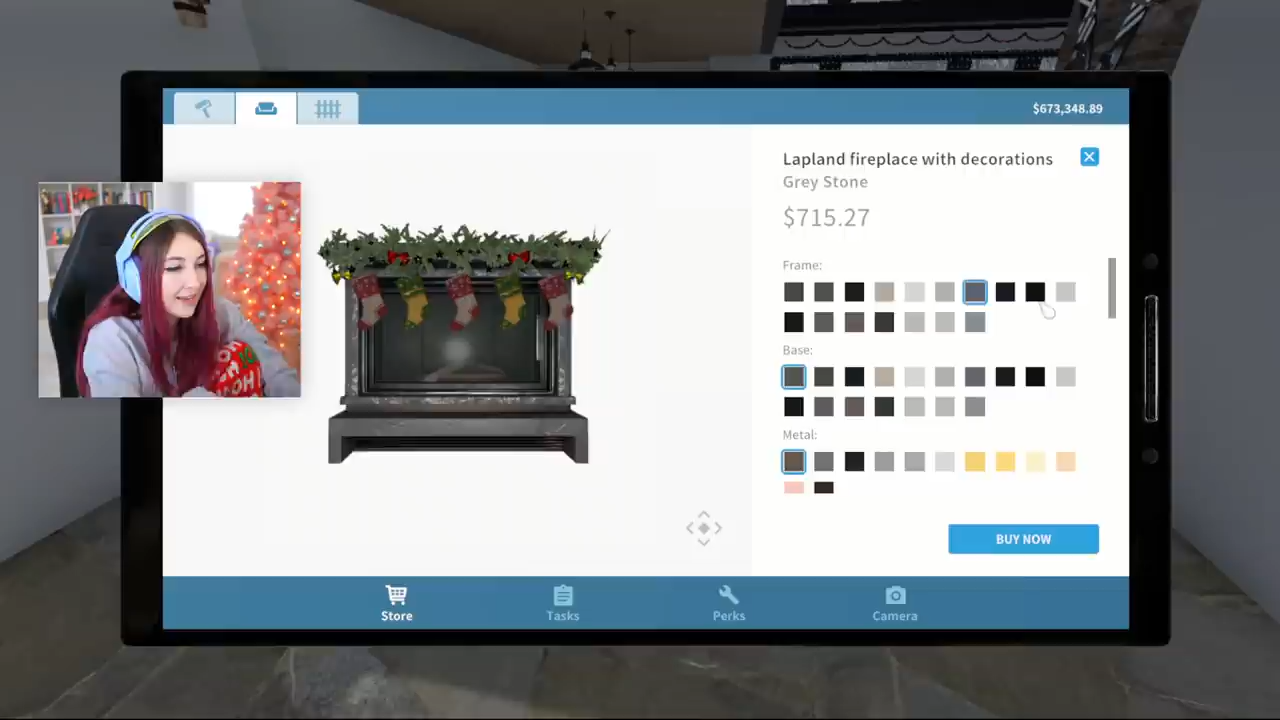 $673,348.89
Lapland fireplace with decorations
Grey Stone
$715.27
Frame:
Base:
Metal:
BUY NOW
Store
Tasks
Perks
Camera